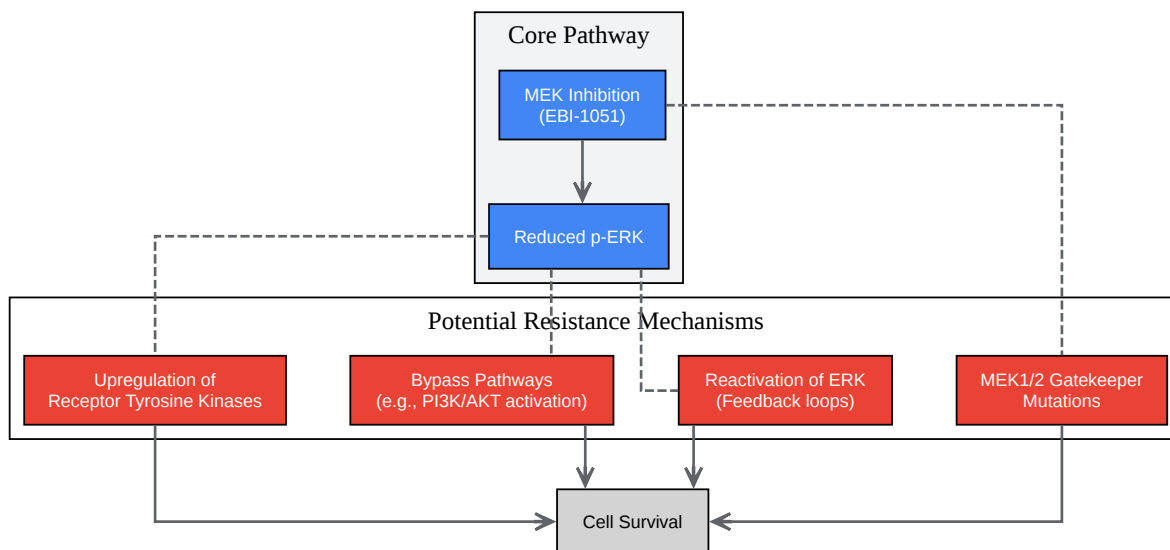 Core Pathway
MEK Inhibition
(EBI-1051)
Reduced p-ERK
Potential Resistance Mechanisms
Upregulation of
Receptor Tyrosine Kinases
Bypass Pathways
(e.g., PI3K/AKT activation)
Reactivation of ERK
(Feedback loops)
MEK1/2 Gatekeeper
Mutations
Cell Survival